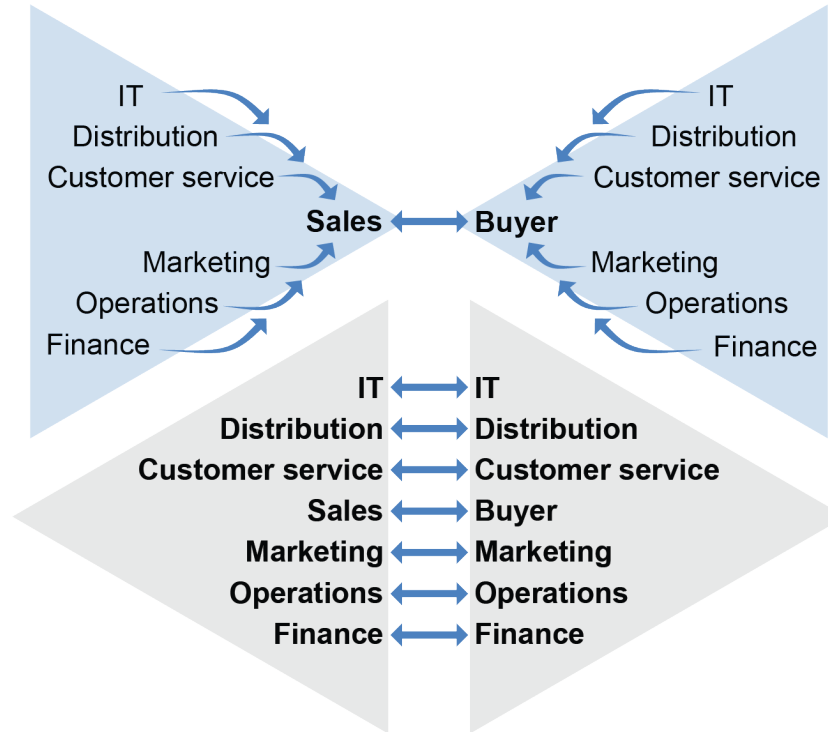 IT IT
Distribution Distribution
Customer service Customer service
Sales Buyer
Marketing Marketing
Operations Operations
Finance Finance
IT IT
Distribution Distribution
Customer service Customer service
Sales Buyer
Marketing Marketing
Operations Operations
Finance Finance